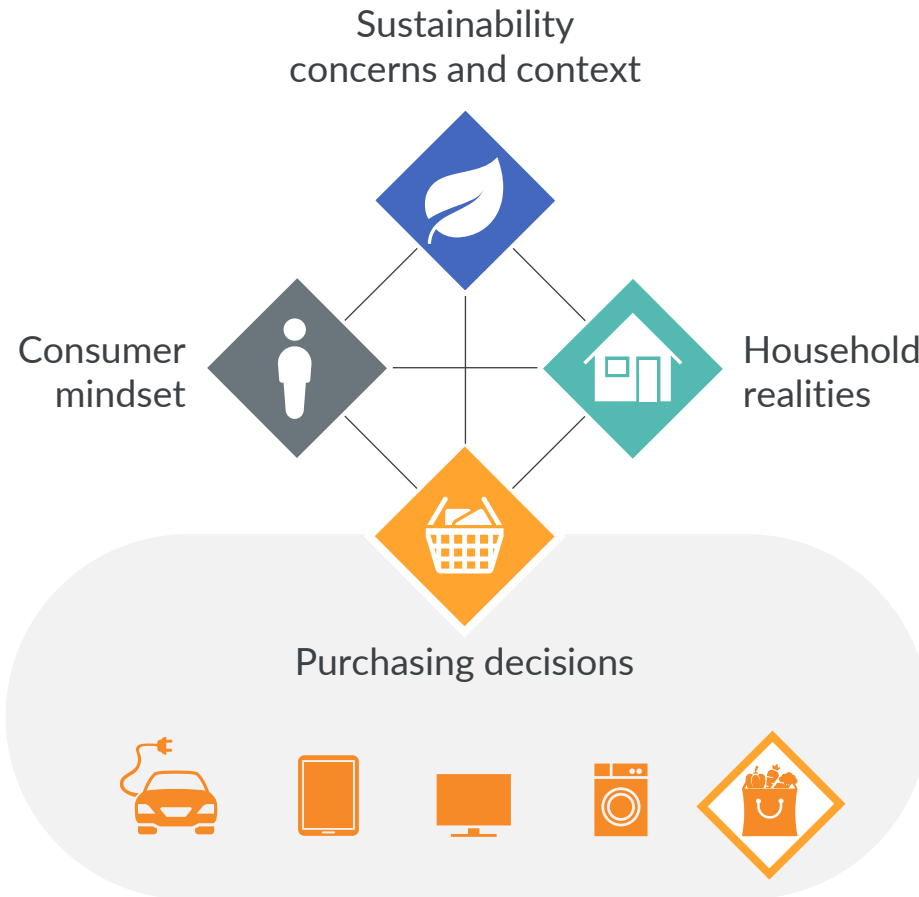 Sustainability
concerns and context
Consumer
mindset
Household
realities
Purchasing decisions